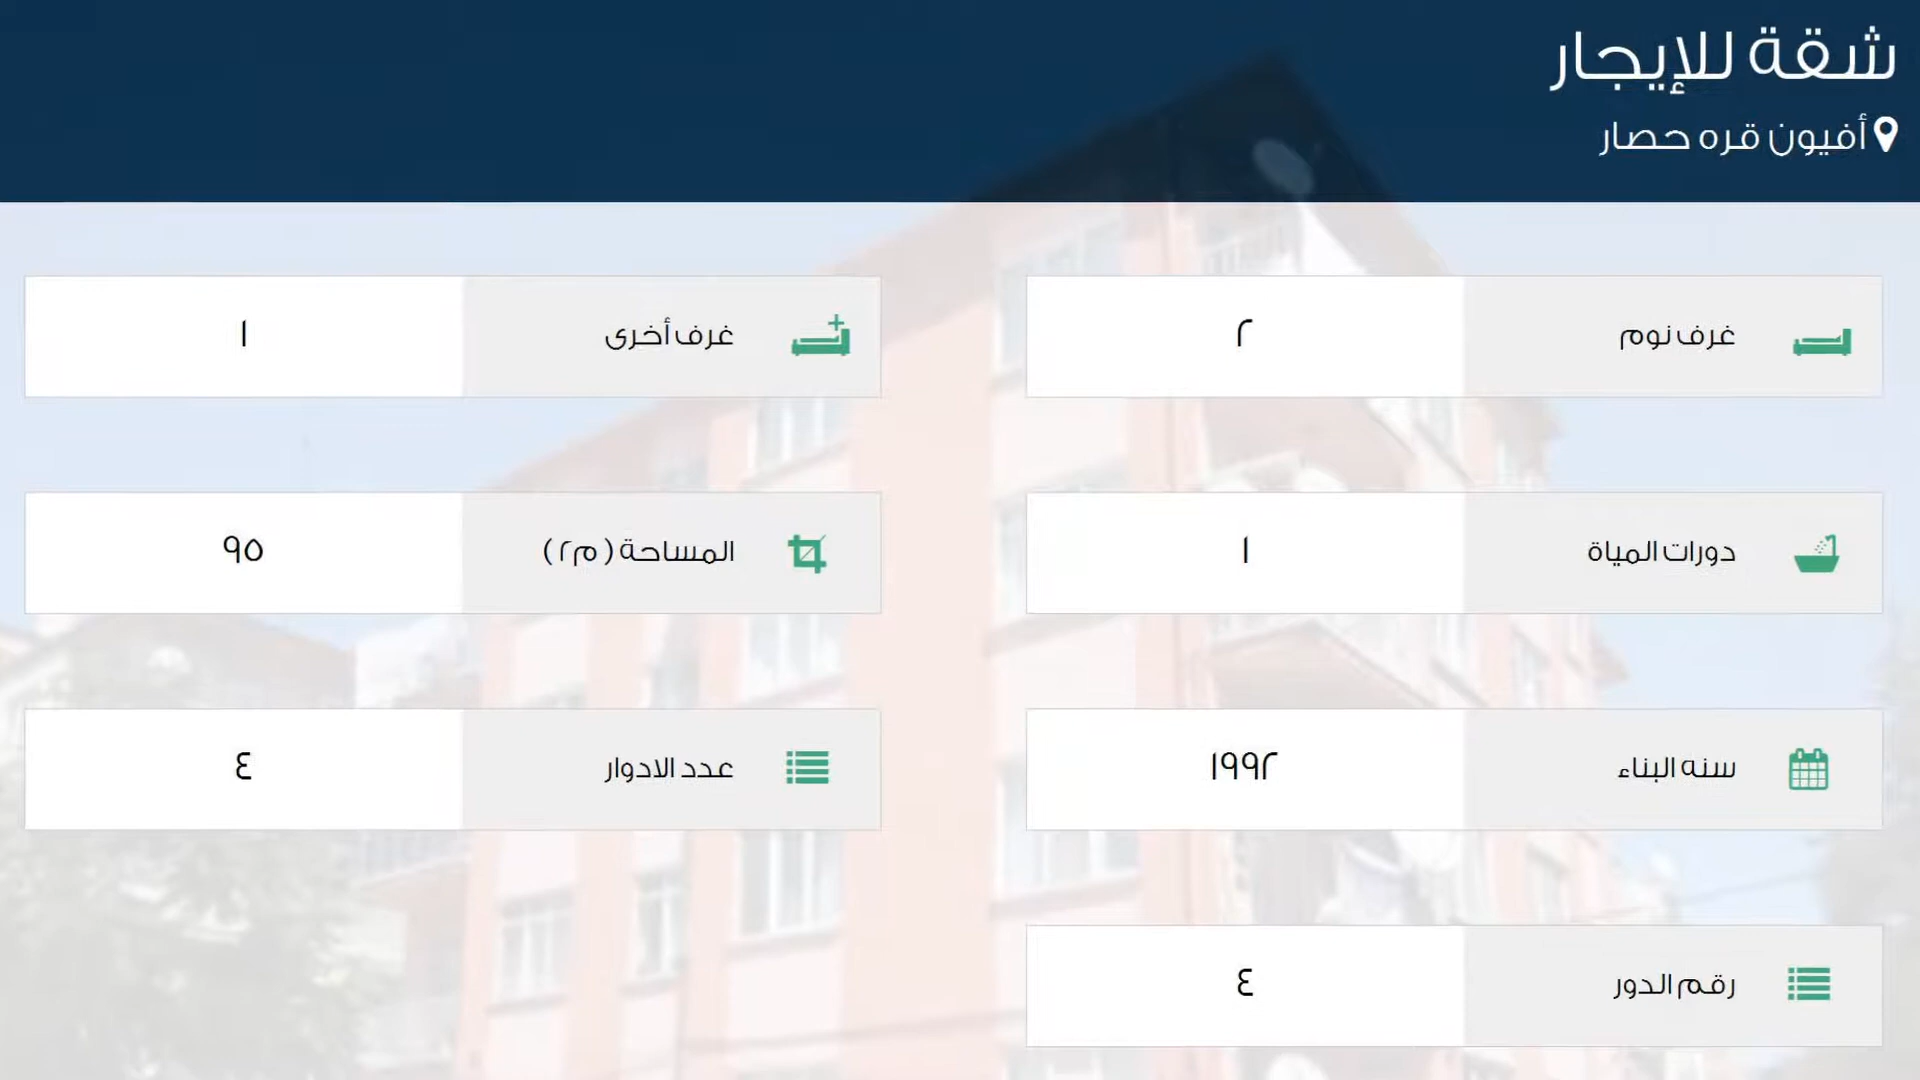 شقة للإيجار
أفيون قره حصار
غرف نوم ٢
غرف أخرى ١
دورات المياة ١
المساحة (م٢) ٩٥
سنه البناء ١٩٩٢
عدد الادوار ٤
رقم الدور ٤